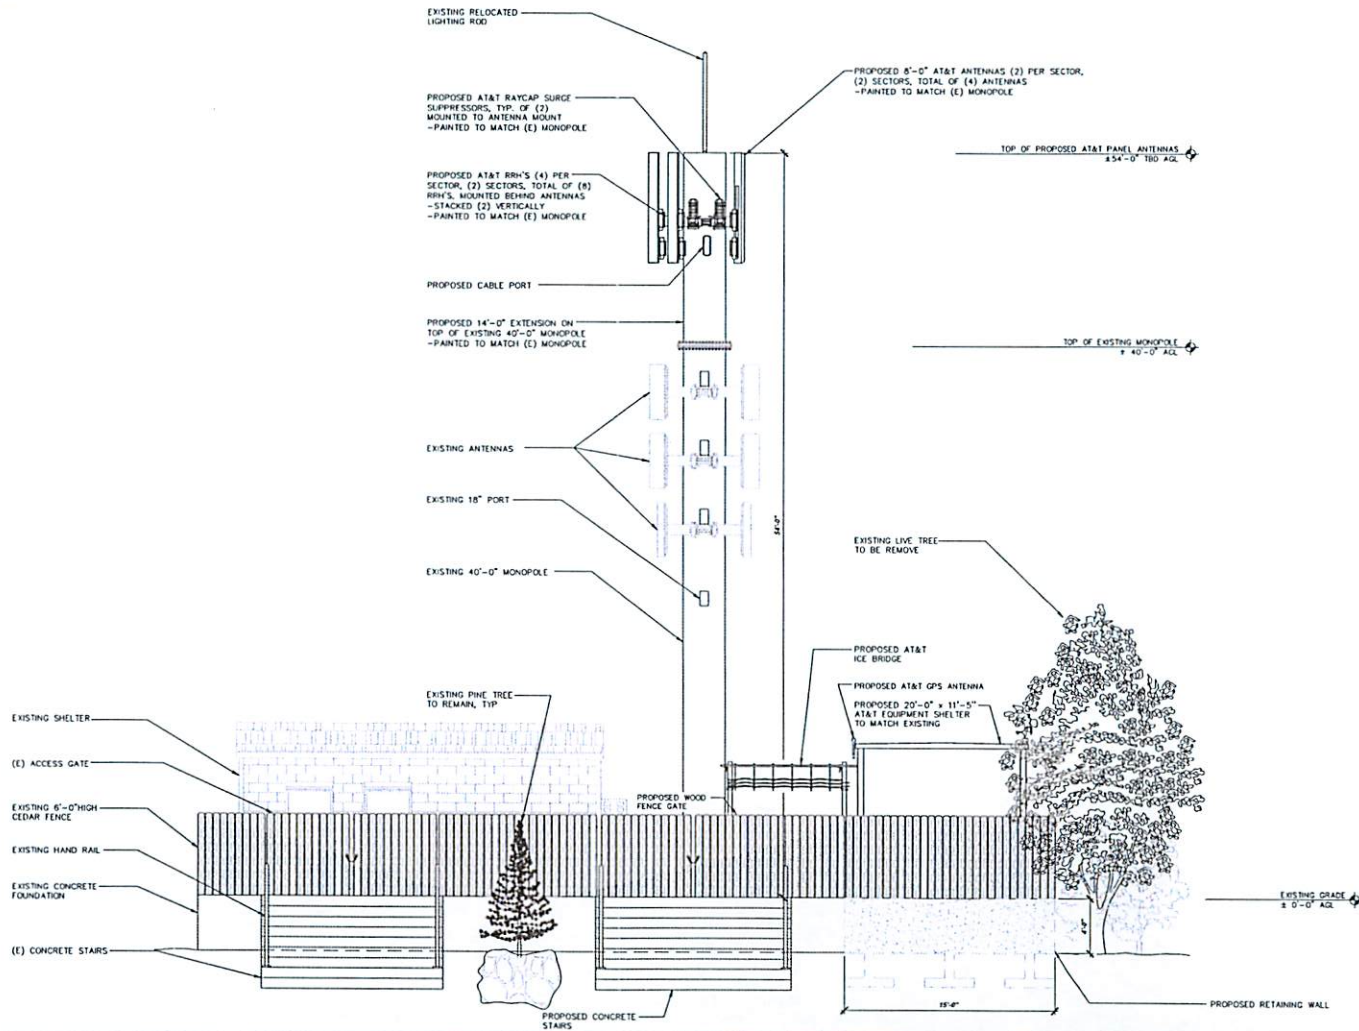 EXISTING RELOCATED
LIGHTING ROD
PROPOSED 8'-0" AT&T ANTENNAS (2) PER SECTOR,
(2) SECTORS, TOTAL OF (4) ANTENNAS
-PAINTED TO MATCH (E) MONOPOLE
PROPOSED AT&T RAYCAP SURGE
SUPPRESSORS, TYP. OF (2)
MOUNTED TO ANTENNA MOUNT
-PAINTED TO MATCH (E) MONOPOLE
TOP OF PROPOSED AT&T PANEL ANTENNAS
±54'-0" TBD AGL
PROPOSED AT&T RRH'S (4) PER
SECTOR, (2) SECTORS, TOTAL OF (8)
RRH'S, MOUNTED BEHIND ANTENNAS
-STACKED (2) VERTICALLY
-PAINTED TO MATCH (E) MONOPOLE
PROPOSED CABLE PORT
PROPOSED 14'-0" EXTENSION ON
TOP OF EXISTING 40'-0" MONOPOLE
-PAINTED TO MATCH (E) MONOPOLE
TOP OF EXISTING MONOPOLE
± 40'-0" AGL
EXISTING ANTENNAS
EXISTING 18" PORT
54'-0"
EXISTING LIVE TREE
TO BE REMOVE
EXISTING 40'-0" MONOPOLE
PROPOSED AT&T
ICE BRIDGE
PROPOSED AT&T GPS ANTENNA
EXISTING PINE TREE
TO REMAIN, TYP
PROPOSED 20'-0" x 11'-5"
AT&T EQUIPMENT SHELTER
TO MATCH EXISTING
EXISTING SHELTER
(E) ACCESS GATE
PROPOSED WOOD
FENCE GATE
EXISTING 6'-0"HIGH
CEDAR FENCE
EXISTING HAND RAIL
EXISTING CONCRETE
FOUNDATION
EXISTING GRADE
± 0'-0" AGL
4'-0"
(E) CONCRETE STAIRS
15'-0"
PROPOSED RETAINING WALL
PROPOSED CONCRETE
STAIRS